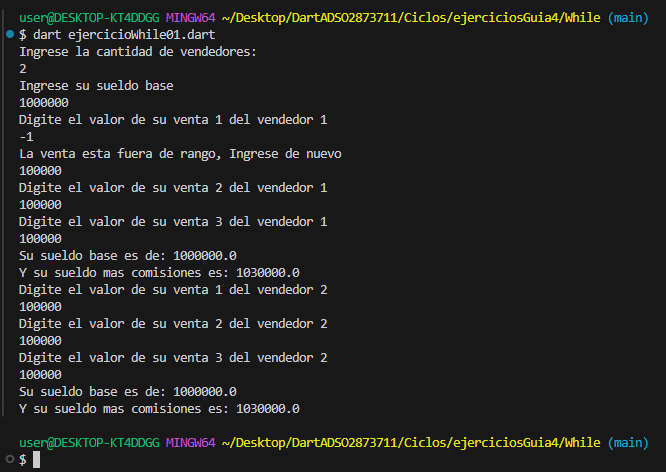 user@DESKTOP-KT4DDGG MINGW64 ~/Desktop/DartADSO2873711/Ciclos/ejerciciosGuia4/While (main)
$ dart ejercicioWhile01.dart
Ingrese la cantidad de vendedores:
2
Ingrese su sueldo base
1000000
Digite el valor de su venta 1 del vendedor 1
-1
La venta esta fuera de rango, Ingrese de nuevo
100000
Digite el valor de su venta 2 del vendedor 1
100000
Digite el valor de su venta 3 del vendedor 1
100000
Su sueldo base es de: 1000000.0
Y su sueldo mas comisiones es: 1030000.0
Digite el valor de su venta 1 del vendedor 2
100000
Digite el valor de su venta 2 del vendedor 2
100000
Digite el valor de su venta 3 del vendedor 2
100000
Su sueldo base es de: 1000000.0
Y su sueldo mas comisiones es: 1030000.0
user@DESKTOP-KT4DDGG MINGW64 ~/Desktop/DartADSO2873711/Ciclos/ejerciciosGuia4/While (main)
$